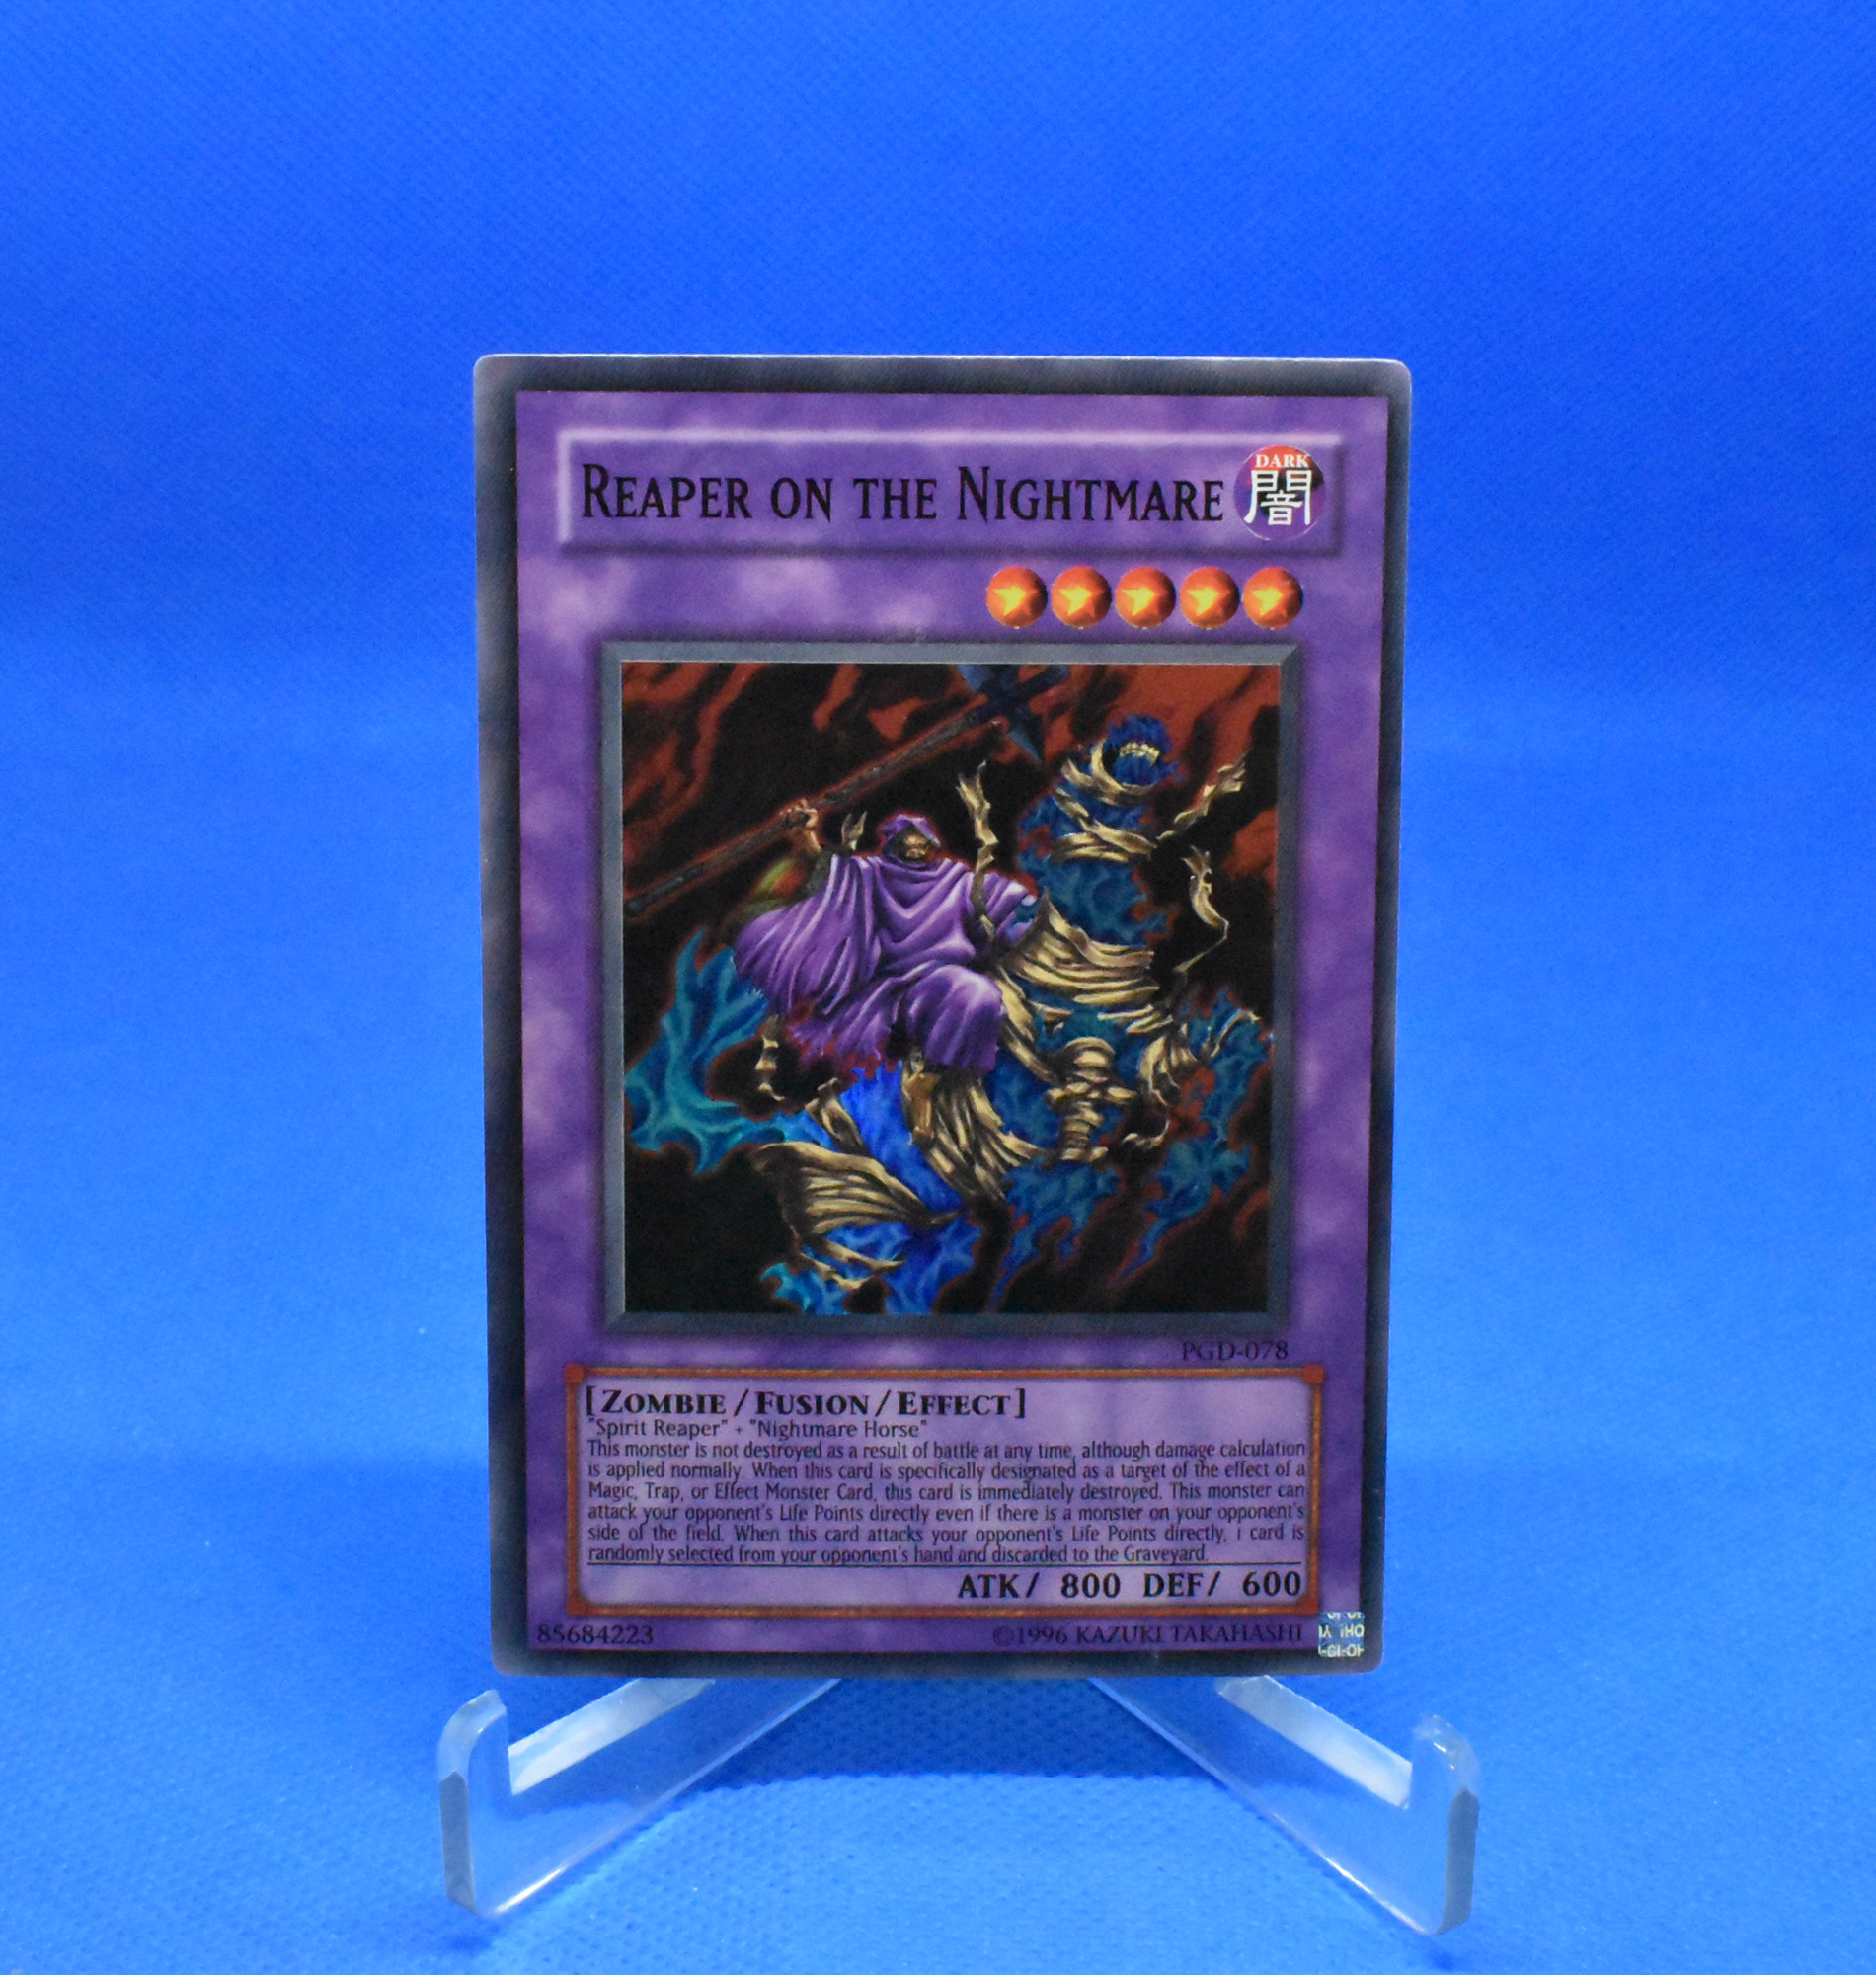 REAPER ON THE NIGHTMARE
DARK
闇
PGD-078
[ZOMBIE/FUSION/EFFECT]
"Spirit Reaper" + "Nightmare Horse"
This monster is not destroyed as a result of battle at any time, although damage calculation
is applied normally. When this card is specifically designated as a target of the effect of a
Magic, Trap, or Effect Monster Card, this card is immediately destroyed. This monster can
attack your opponent's Life Points directly even if there is a monster on your opponent's
side of the field. When this card attacks your opponent's Life Points directly, 1 card is
randomly selected from your opponent's hand and discarded to the Graveyard.
ATK/ 800 DEF/ 600
85684223
©1996 KAZUKI TAKAHASHI